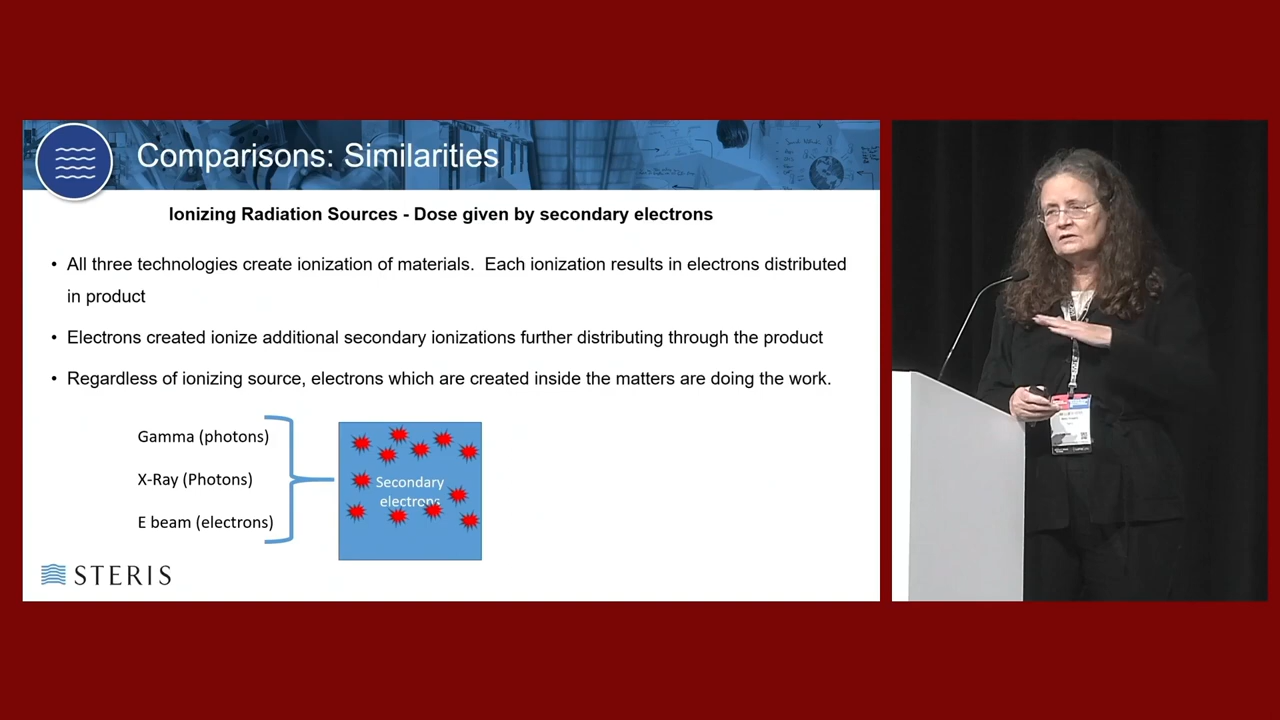 Comparisons: Similarities
Ionizing Radiation Sources - Dose given by secondary electrons
• All three technologies create ionization of materials. Each ionization results in electrons distributed
in product
• Electrons created ionize additional secondary ionizations further distributing through the product
• Regardless of ionizing source, electrons which are created inside the matters are doing the work.
Gamma (photons)
X-Ray (Photons)
E beam (electrons)
Secondary
electrons
STERIS